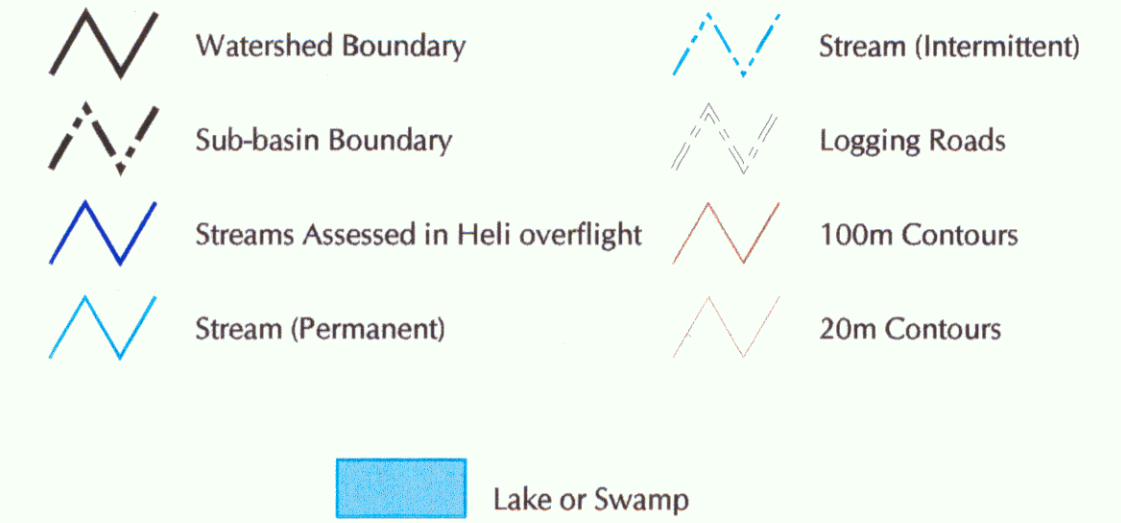 Watershed Boundary
Sub-basin Boundary
Streams Assessed in Heli overflight
Stream (Permanent)
Stream (Intermittent)
Logging Roads
100m Contours
20m Contours
Lake or Swamp